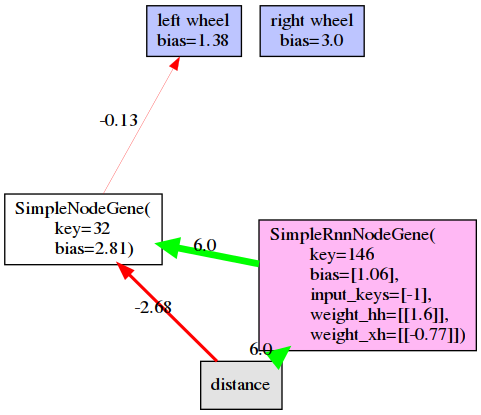 left wheel
bias=1.38
right wheel
bias=3.0
-0.13
SimpleNodeGene(
key=32
bias=2.81)
6.0
SimpleRnnNodeGene(
key=146
bias=[1.06],
input_keys=[-1],
weight_hh=[[1.6]],
weight_xh=[[-0.77]])
-2.68
6.0
distance